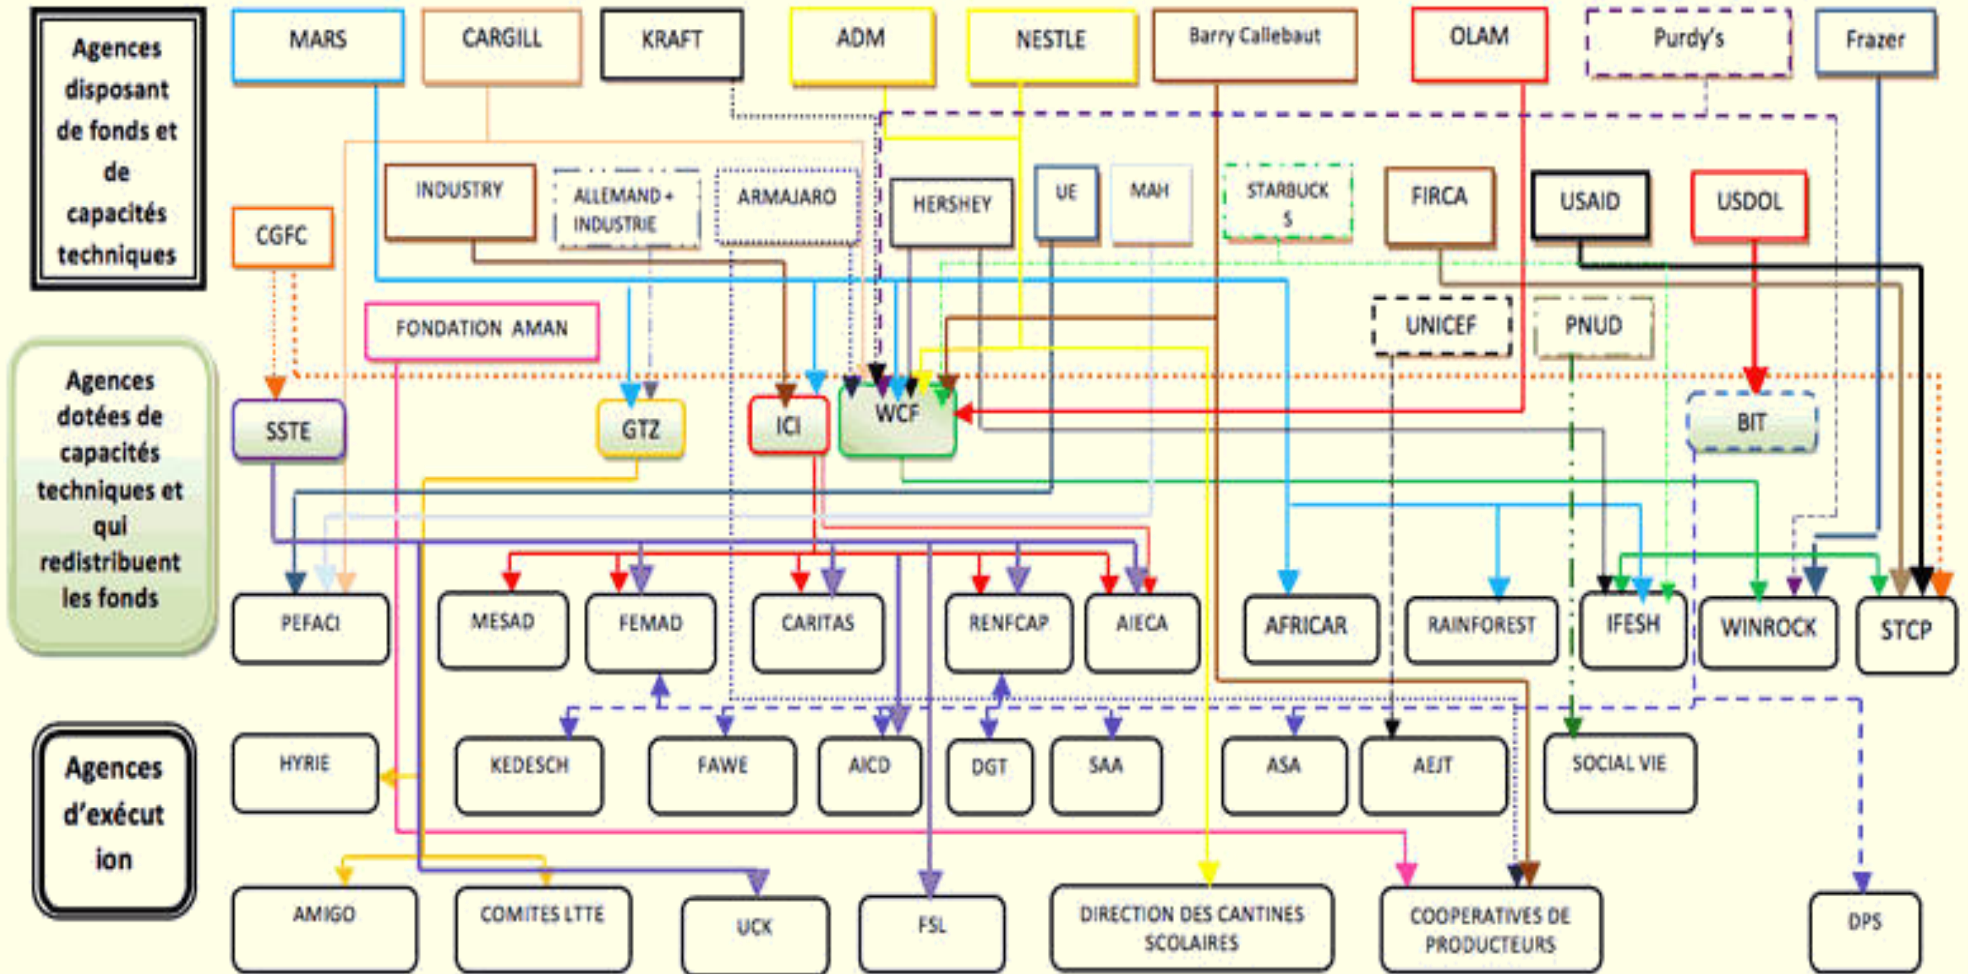 Agences
disposant
de fonds et
de
capacités
techniques
MARS
CARGILL
KRAFT
ADM
NESTLE
Barry Callebaut
OLAM
Purdy's
Frazer
CGFC
INDUSTRY
ALLEMAND +
INDUSTRIE
ARMAJARO
HERSHEY
UE
MAH
STARBUCK
S
FIRCA
USAID
USDOL
FONDATION AMAN
UNICEF
PNUD
Agences
dotées de
capacités
techniques et
qui
redistribuent
les fonds
SSTE
GTZ
ICI
WCF
BIT
PEFACI
MESAD
FEMAD
CARITAS
RENFCAP
AIECA
AFRICAR
RAINFOREST
IFESH
WINROCK
STCP
Agences
d'exécut
ion
HYRIE
KEDESCH
FAWE
AICD
DGT
SAA
ASA
AEJT
SOCIAL VIE
AMIGO
COMITES LTTE
UCK
FSL
DIRECTION DES CANTINES
SCOLAIRES
COOPERATIVES DE
PRODUCTEURS
DPS